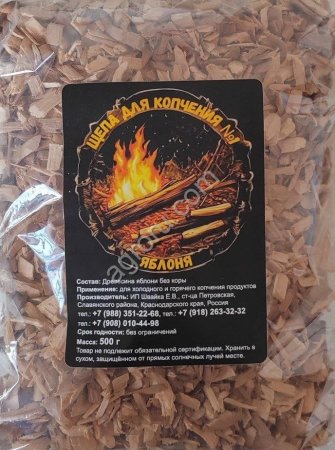 ЩЕПА ДЛЯ КОПЧЕНИЯ №1
ЯБЛОНЯ
Состав: Древесина яблони без коры
Применение: для холодного и горячего копчения продуктов
Производитель: ИП Швайка Е.В., ст-ца Петровская,
Славянского района, Краснодарского края, Россия
тел.: +7 (988) 351-22-68, тел.: +7 (918) 263-32-32
тел.: +7 (908) 010-44-98
Срок годности: без ограничений
Масса: 500 г
Товар не подлежит обязательной сертификации. Хранить в
сухом, защищённом от прямых солнечных лучей месте.